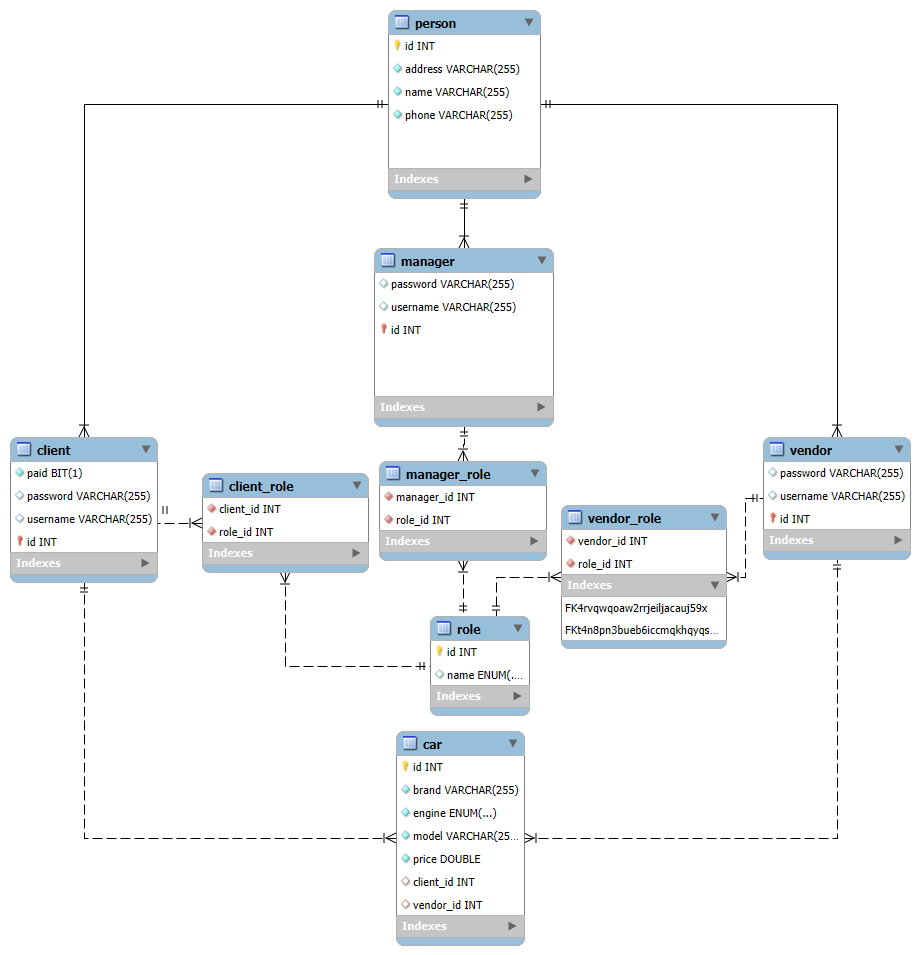 person
id INT
address VARCHAR(255)
name VARCHAR(255)
phone VARCHAR(255)
Indexes
manager
password VARCHAR(255)
username VARCHAR(255)
id INT
Indexes
client
paid BIT(1)
password VARCHAR(255)
username VARCHAR(255)
id INT
Indexes
client_role
client_id INT
role_id INT
Indexes
manager_role
manager_id INT
role_id INT
Indexes
vendor_role
vendor_id INT
role_id INT
Indexes
FK4rvqwqoaw2rrjeiljacauj59x
FKt4n8pn3bueb6iccmqkhqyqs...
vendor
password VARCHAR(255)
username VARCHAR(255)
id INT
Indexes
role
id INT
name ENUM(....
Indexes
car
id INT
brand VARCHAR(255)
engine ENUM(...)
model VARCHAR(25...
price DOUBLE
client_id INT
vendor_id INT
Indexes